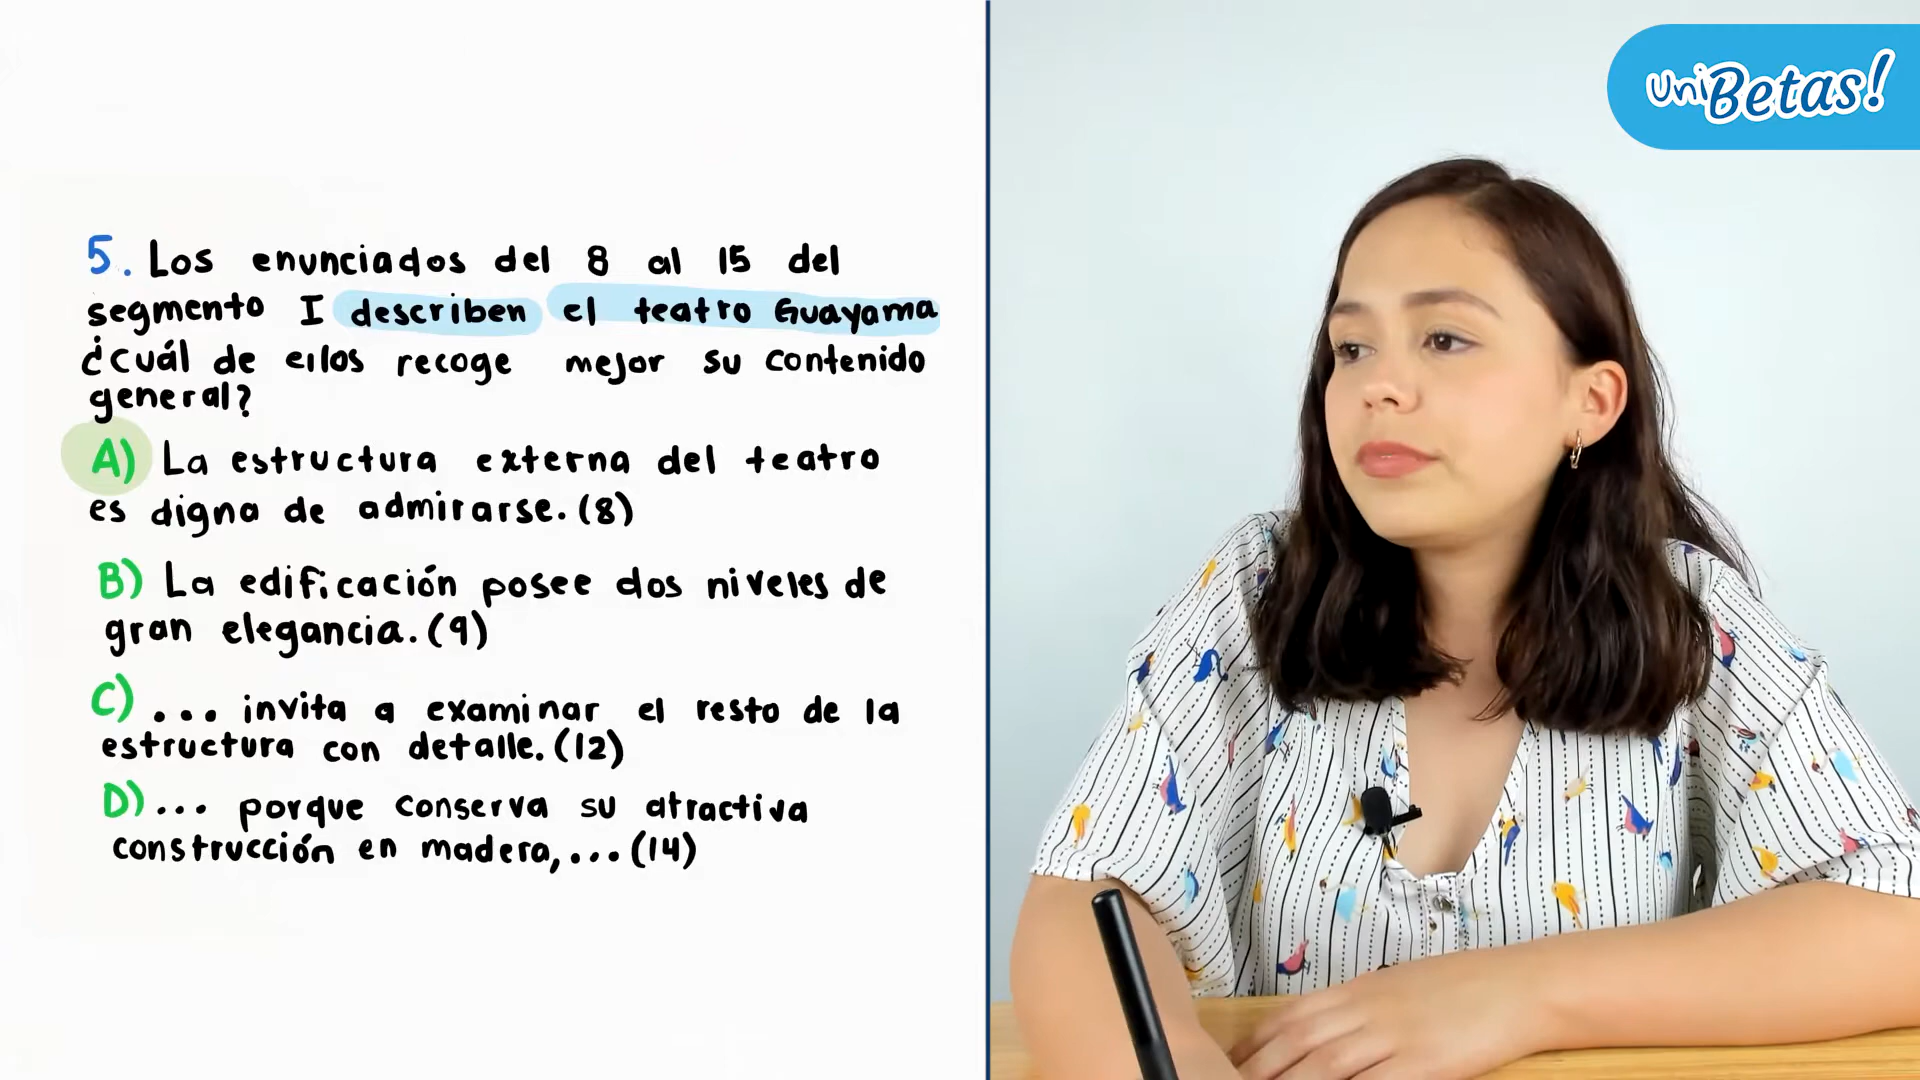 uniBetas!
5. Los enunciados del 8 al 15 del
segmento I describen el teatro Guayama
¿cuál de ellos recoge mejor su contenido
general?
A) La estructura externa del teatro
es digna de admirarse. (8)
B) La edificación posee dos niveles de
gran elegancia. (9)
C) ... invita a examinar el resto de la
estructura con detalle. (12)
D) ... porque conserva su atractiva
construcción en madera, ... (14)